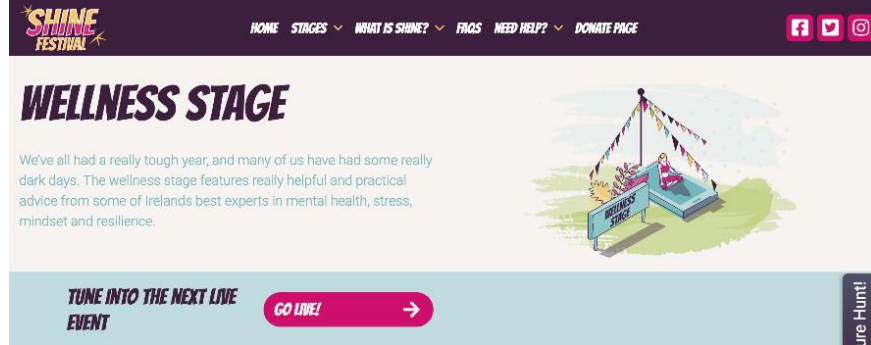 SHINE
FESTIVAL
HOME STAGES WHAT IS SHINE? FAQS NEED HELP? DONATE PAGE
WELLNESS STAGE
We've all had a really tough year, and many of us have had some really
dark days. The wellness stage features really helpful and practical
advice from some of Irelands best experts in mental health, stress,
mindset and resilience.
WELLNESS
STAGE
TUNE INTO THE NEXT LIVE
EVENT
GO LIVE!
ure Hunt!